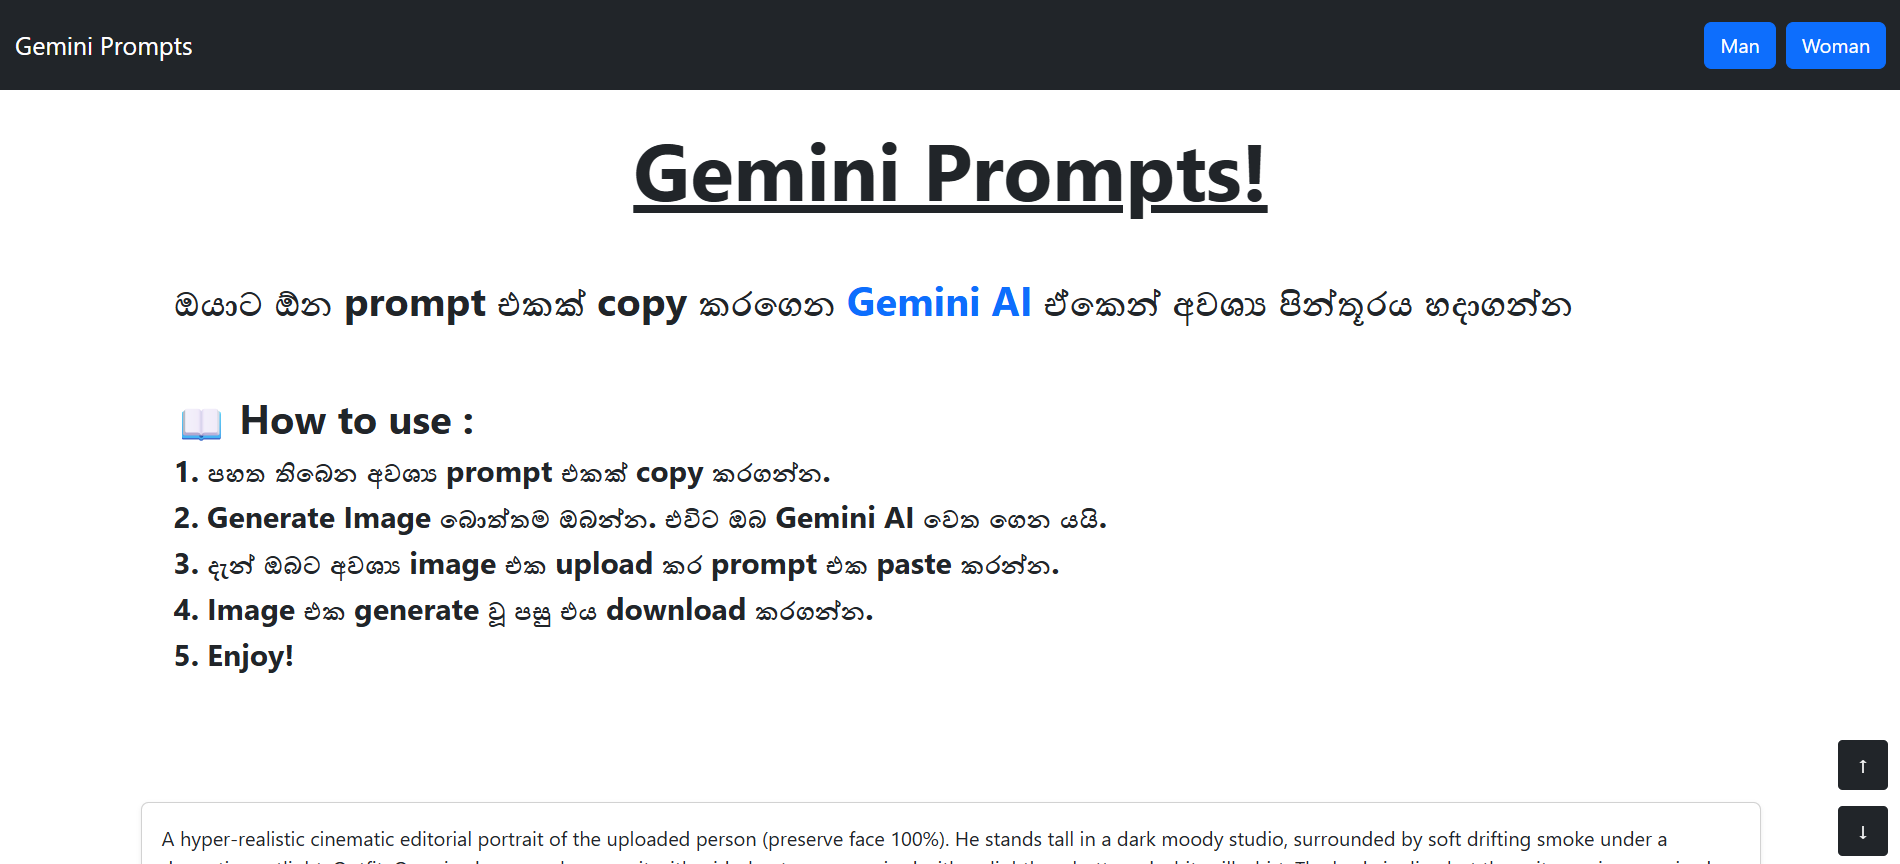 Gemini Prompts
Man
Woman
Gemini Prompts!
ඔයාට ඕන prompt එකක් copy කරගෙන Gemini AI ඒකෙන් අවශ්‍ය පින්තූරය හදාගන්න
📖 How to use :
1. පහත තිබෙන අවශ්‍ය prompt එකක් copy කරගන්න.
2. Generate Image බොත්තම ඔබන්න. එවිට ඔබ Gemini AI වෙත ගෙන යයි.
3. දැන් ඔබට අවශ්‍ය image එක upload කර prompt එක paste කරන්න.
4. Image එක generate වූ පසු එය download කරගන්න.
5. Enjoy!
↑
A hyper-realistic cinematic editorial portrait of the uploaded person (preserve face 100%). He stands tall in a dark moody studio, surrounded by soft drifting smoke under a
↓